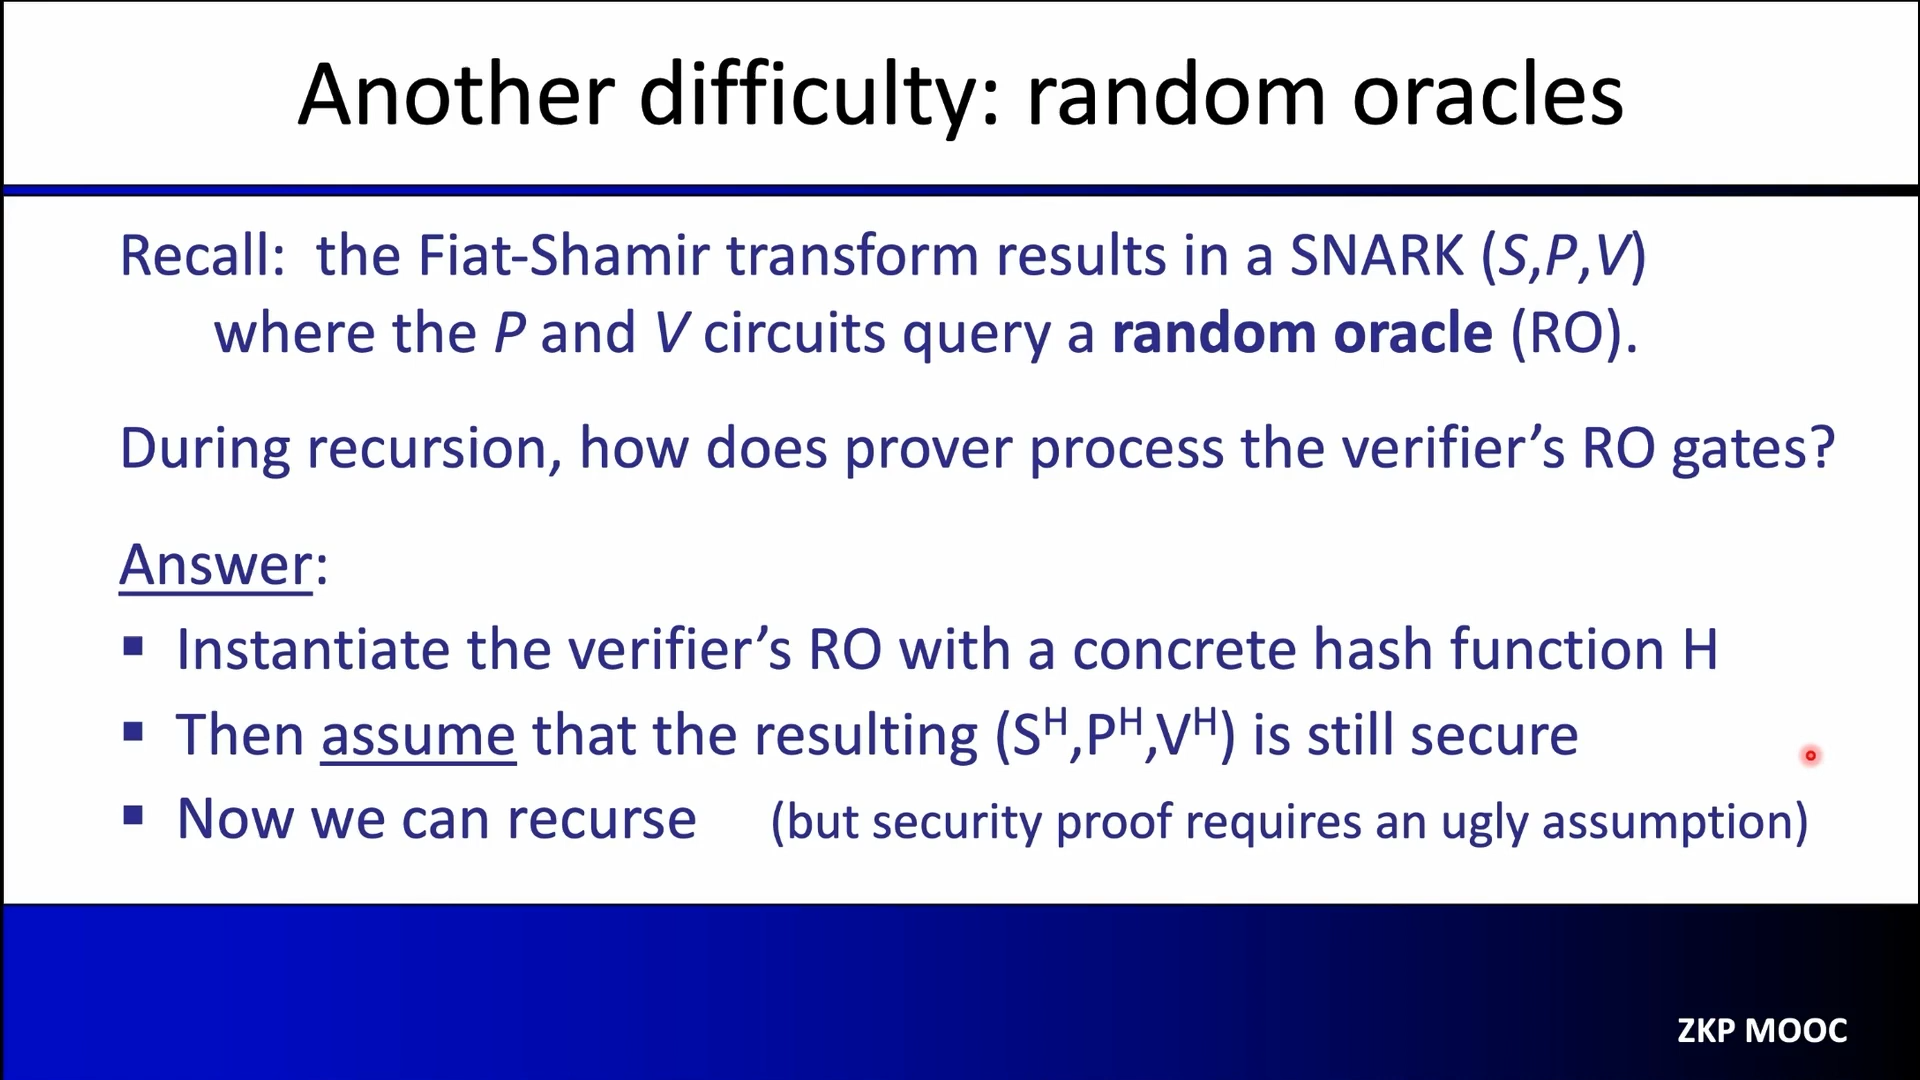 Another difficulty: random oracles
Recall: the Fiat-Shamir transform results in a SNARK (S,P,V)
where the P and V circuits query a random oracle (RO).
During recursion, how does prover process the verifier’s RO gates?
Answer:
▪ Instantiate the verifier’s RO with a concrete hash function H
▪ Then assume that the resulting (Sᴴ,Pᴴ,Vᴴ) is still secure
▪ Now we can recurse (but security proof requires an ugly assumption)
ZKP MOOC